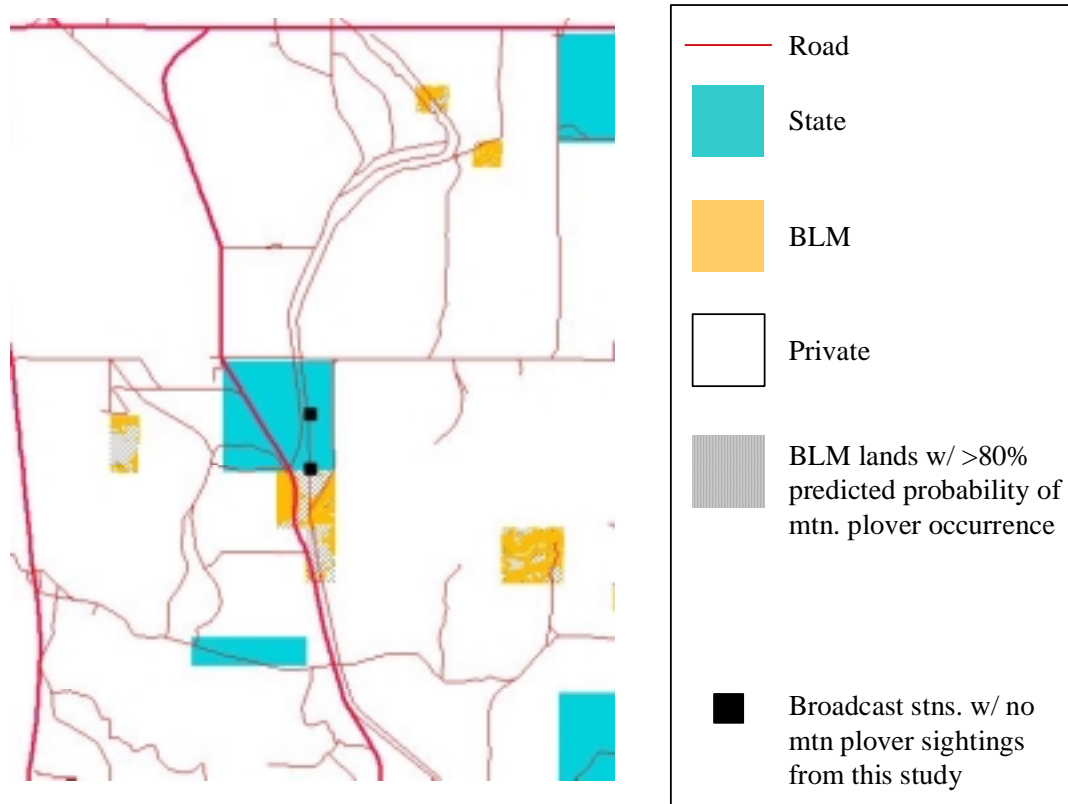 Road
State
BLM
Private
BLM lands w/ >80%
predicted probability of
mtn. plover occurrence
Broadcast stns. w/ no
mtn plover sightings
from this study